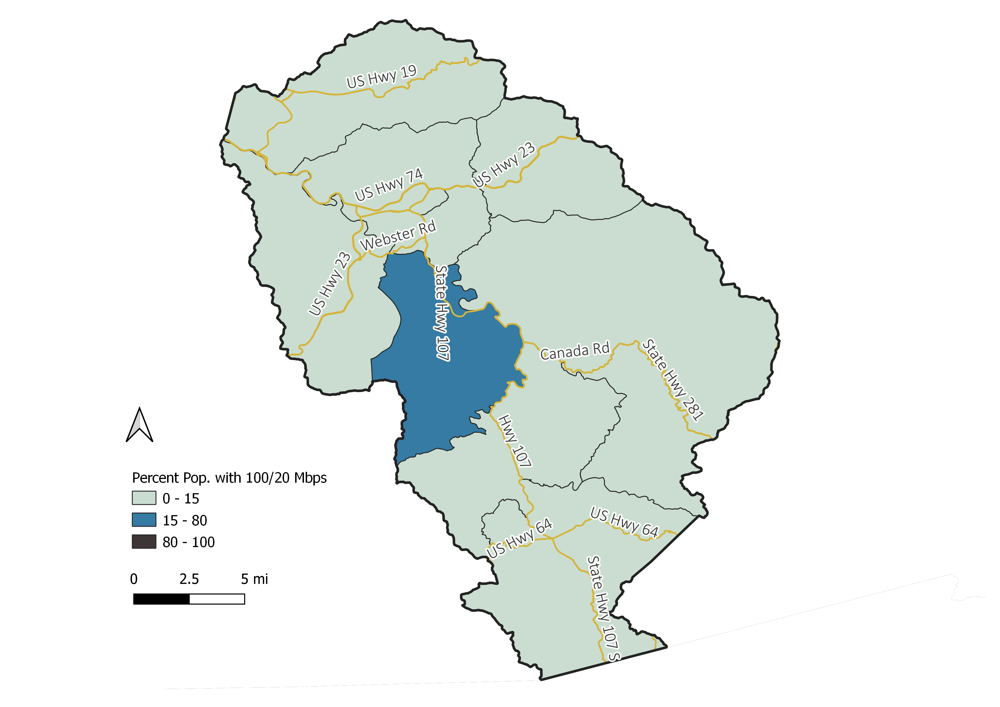 US Hwy 19
US Hwy 23
US Hwy 74
Webster Rd
US Hwy 23
State Hwy 107
Canada Rd
State Hwy 281
Hwy 107
Percent Pop. with 100/20 Mbps
0 - 15
15 - 80
80 - 100
US Hwy 64
US Hwy 64
State Hwy 107 S
0 2.5 5 mi